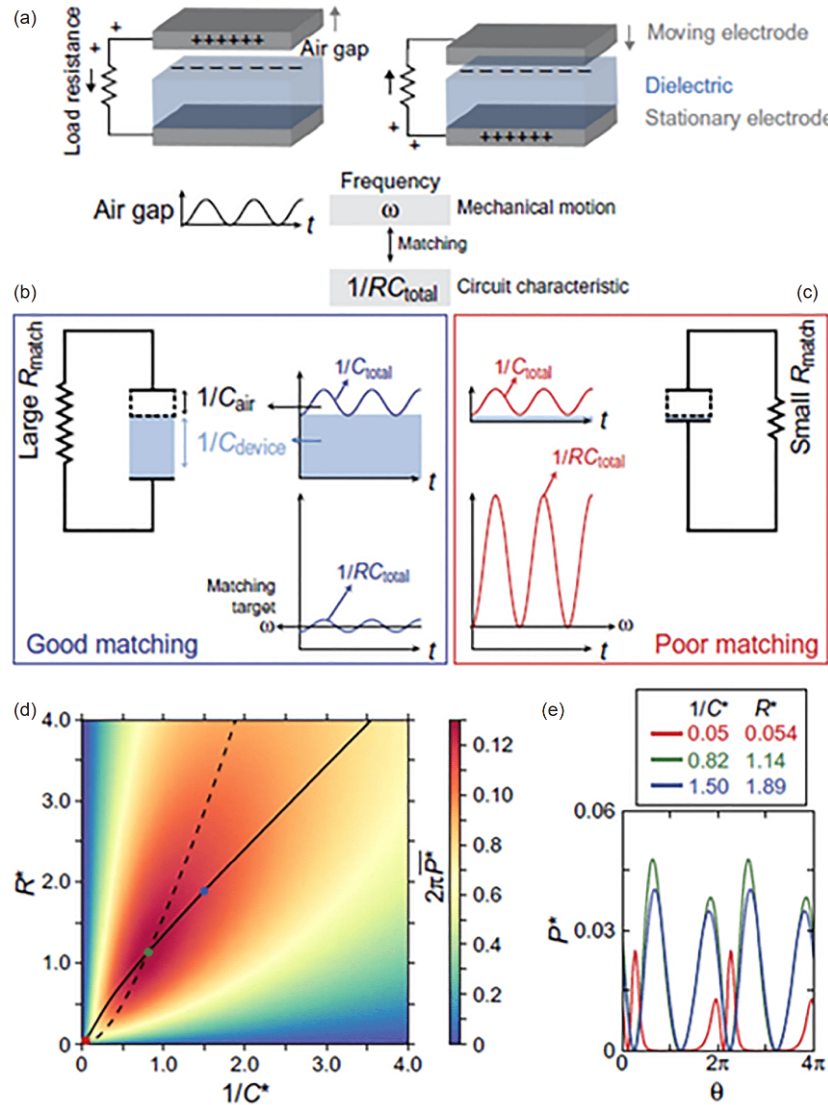 (a)
+
++++++
Air gap
Load resistance
+
+
Moving electrode
Dielectric
Stationary electrode
++++++
+
+
Frequency
Air gap
t
ω
Mechanical motion
Matching
1/RCtotal
Circuit characteristic
(b)
(c)
Large Rmatch
1/Cair
1/Cdevice
1/Ctotal
t
1/RCtotal
Matching
target
ω
t
Good matching
1/Ctotal
t
1/RCtotal
ω
t
Small Rmatch
Poor matching
(d)
4.0
3.0
2.0
1.0
0
R*
0
1.0
2.0
3.0
4.0
1/C*
0.12
0.10
0.8
0.6
0.4
0.2
0
2πP̅*
(e)
1/C* R*
0.05 0.054
0.82 1.14
1.50 1.89
0.06
0.03
0
P*
0
2π
4π
θ